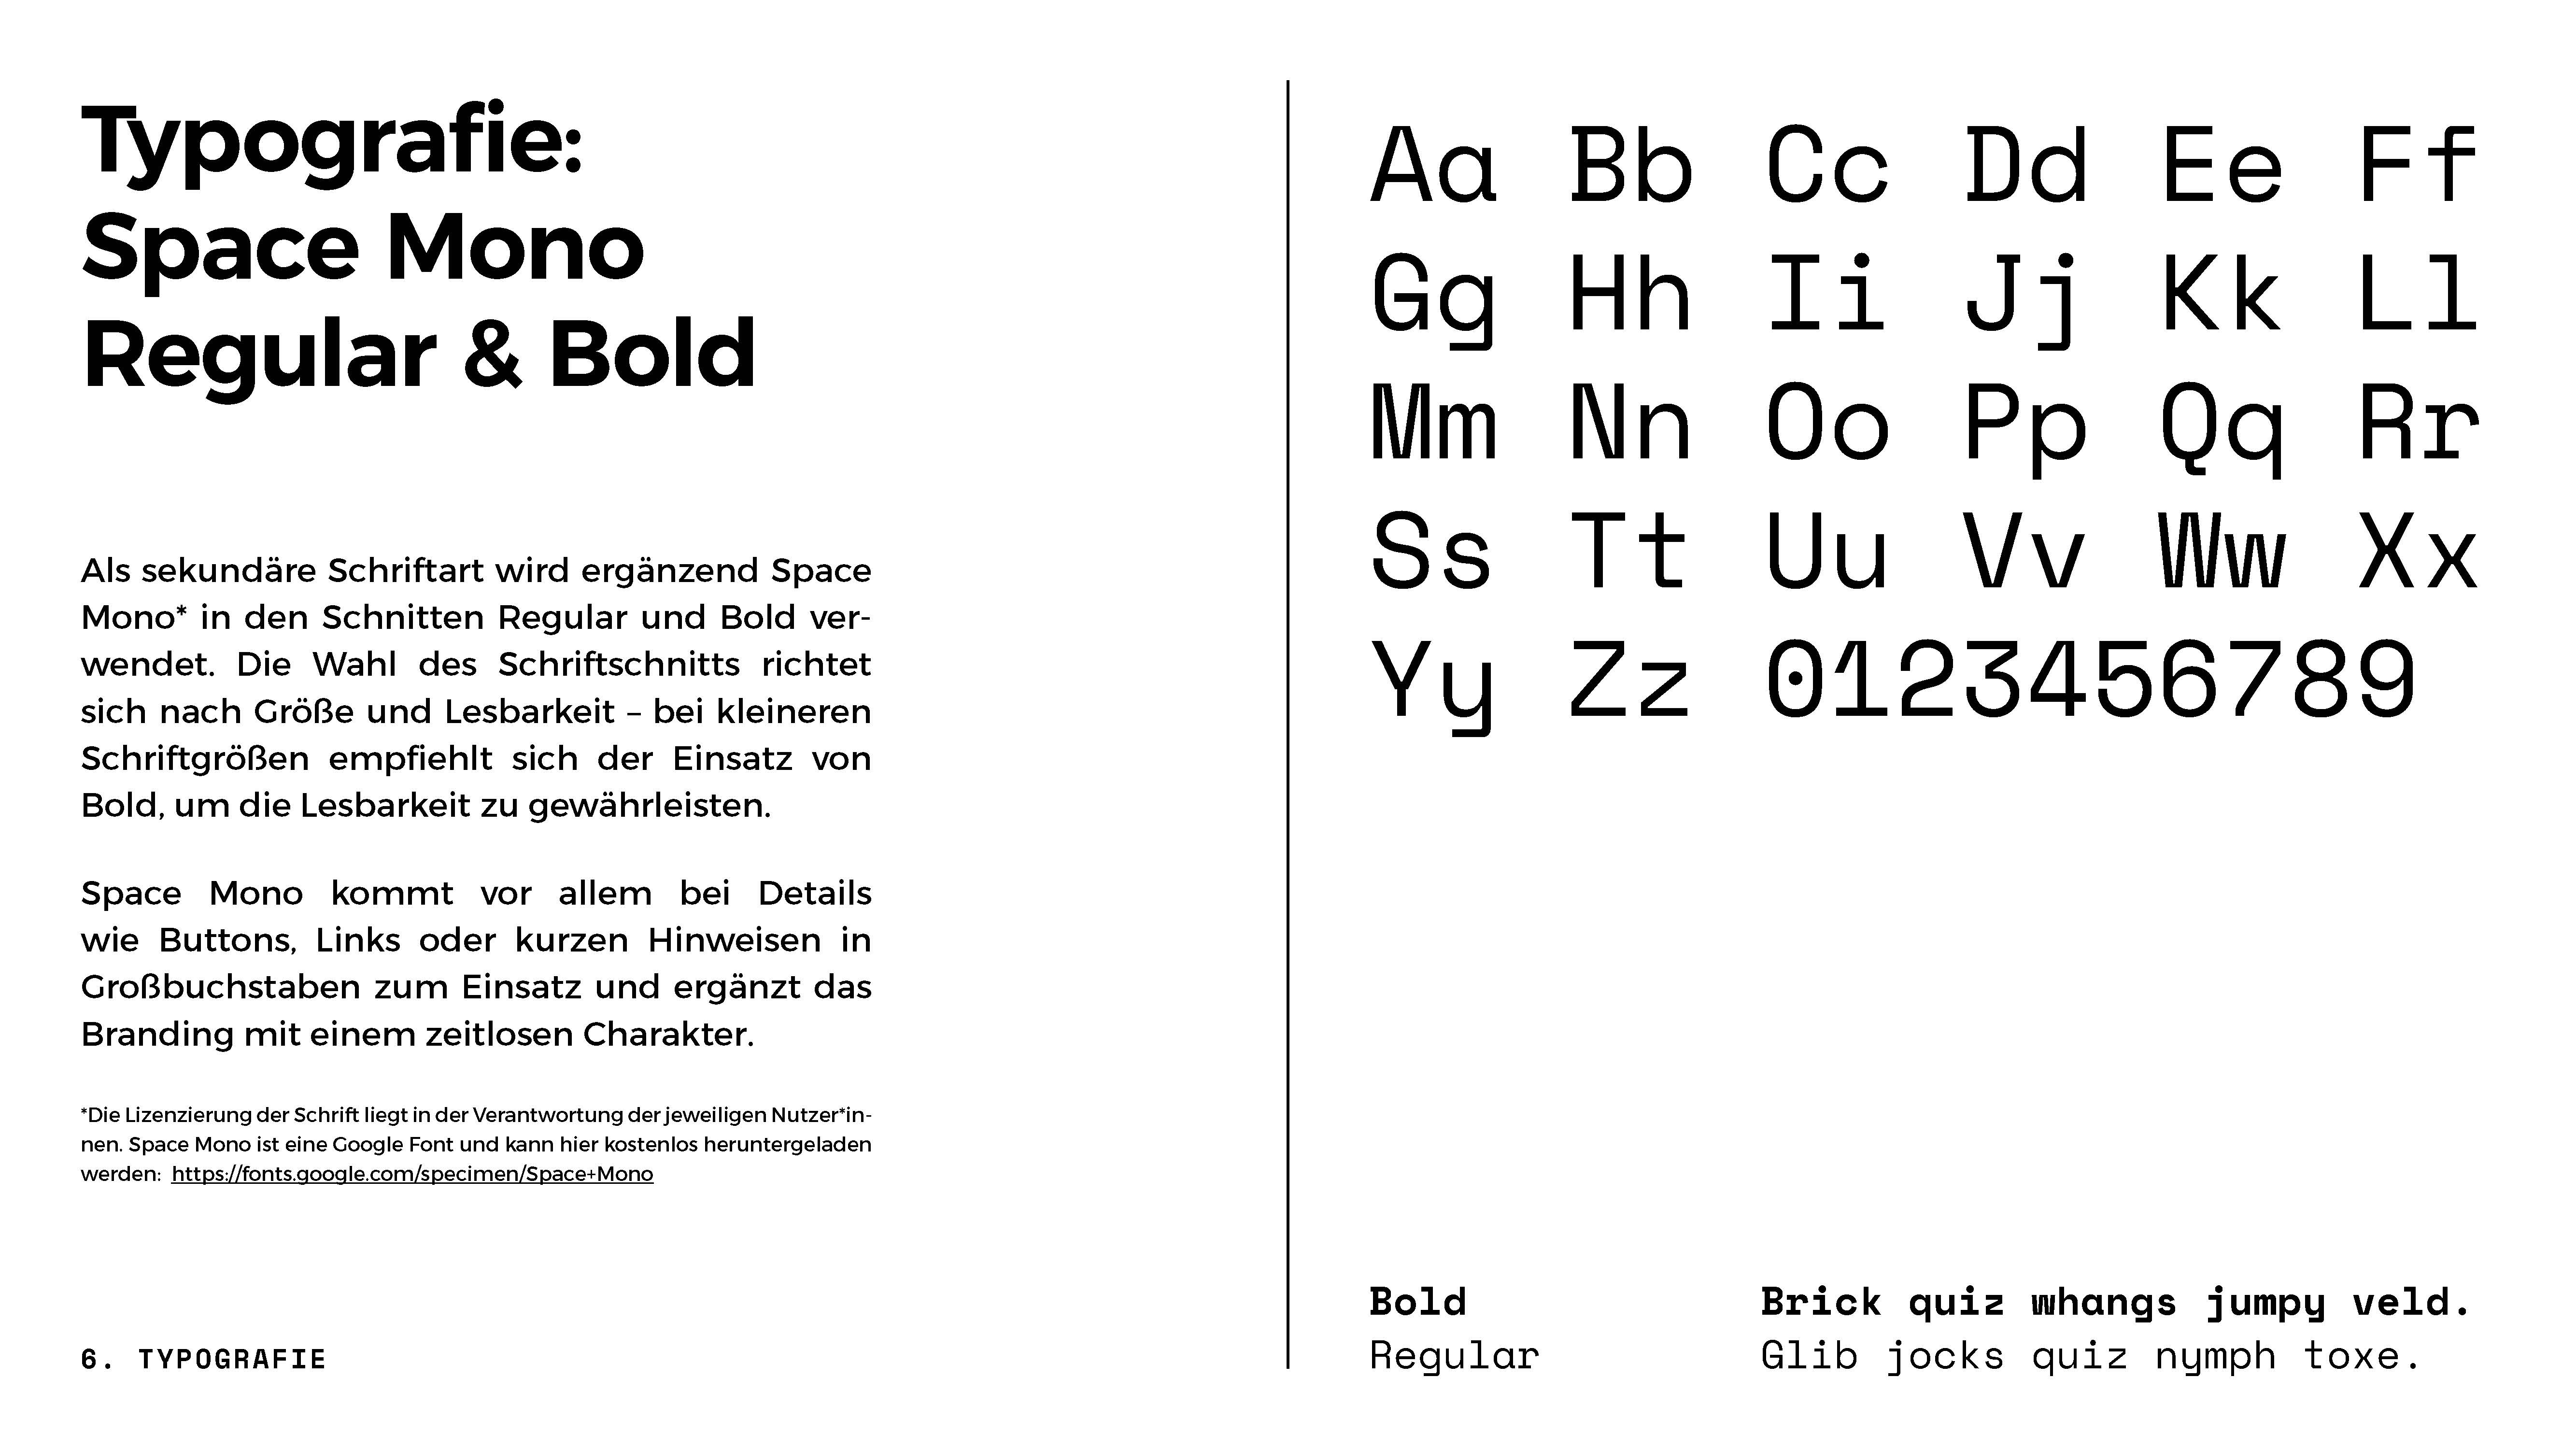 Typografie:
Space Mono
Regular & Bold
Als sekundäre Schriftart wird ergänzend Space
Mono* in den Schnitten Regular und Bold ver-
wendet. Die Wahl des Schriftschnitts richtet
sich nach Größe und Lesbarkeit – bei kleineren
Schriftgrößen empfiehlt sich der Einsatz von
Bold, um die Lesbarkeit zu gewährleisten.
Space Mono kommt vor allem bei Details
wie Buttons, Links oder kurzen Hinweisen in
Großbuchstaben zum Einsatz und ergänzt das
Branding mit einem zeitlosen Charakter.
*Die Lizenzierung der Schrift liegt in der Verantwortung der jeweiligen Nutzer*in-
nen. Space Mono ist eine Google Font und kann hier kostenlos heruntergeladen
werden: https://fonts.google.com/specimen/Space+Mono
6. TYPOGRAFIE
Aa Bb Cc Dd Ee Ff
Gg Hh Ii Jj Kk Ll
Mm Nn Oo Pp Qq Rr
Ss Tt Uu Vv Ww Xx
Yy Zz 0123456789
Bold Brick quiz whangs jumpy veld.
Regular Glib jocks quiz nymph toxe.